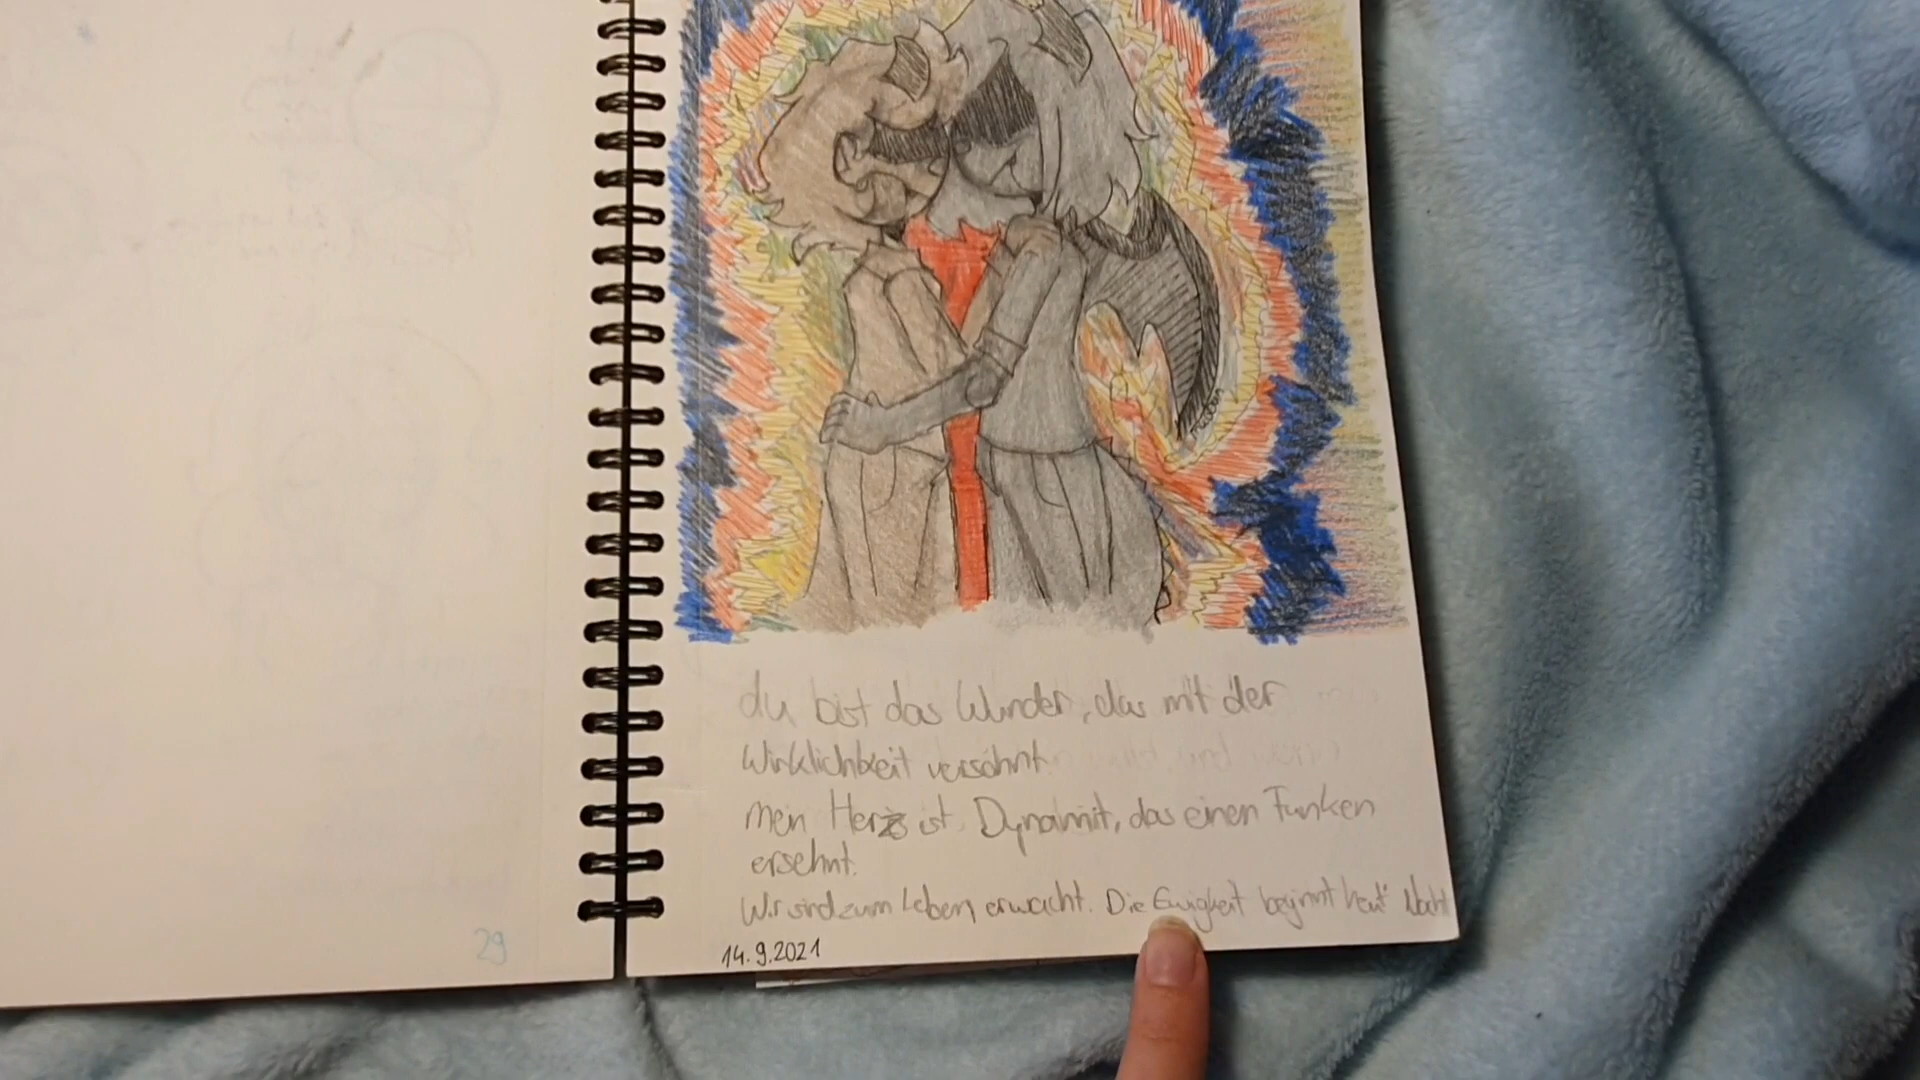 du bist das Wunder, das mit der
Wirklichkeit versöhnt.
mein Herz ist Dynamit, das einen Funken
ersehnt.
Wir sind zum Leben erwacht. Die Ewigkeit beginnt heut' Nacht
14.9.2021
29